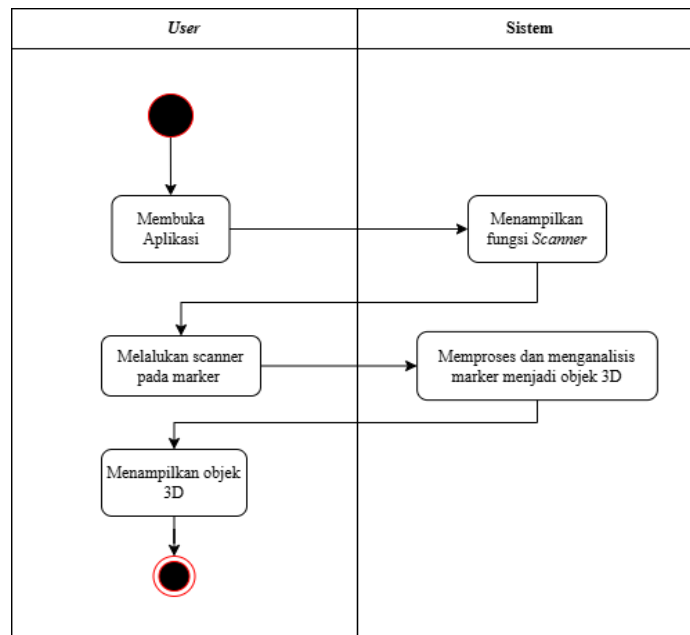 User
Sistem
Membuka
Aplikasi
Menampilkan
fungsi Scanner
Melalukan scanner
pada marker
Memproses dan menganalisis
marker menjadi objek 3D
Menampilkan objek
3D